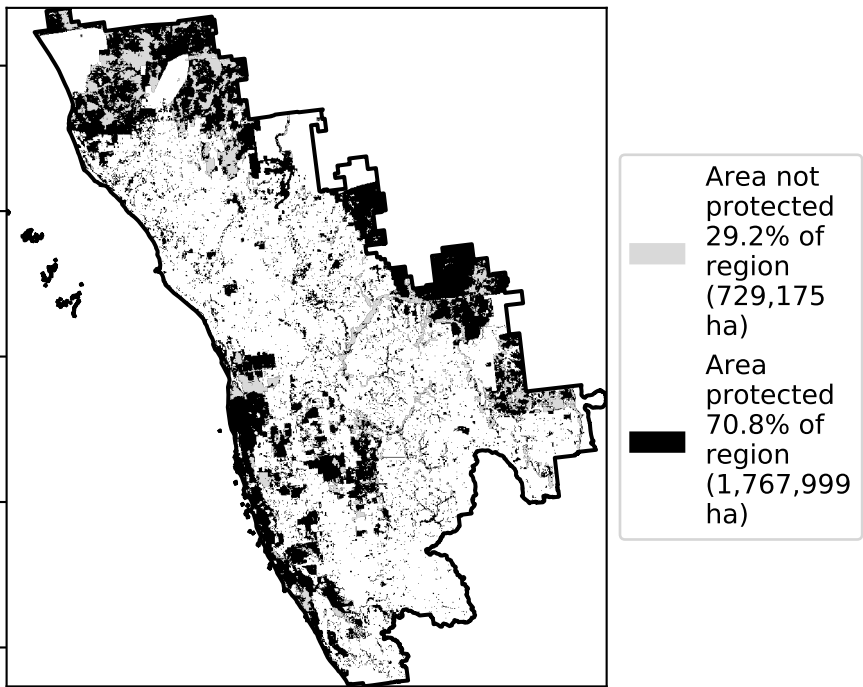 Area not
protected
29.2% of
region
(729,175
ha)
Area
protected
70.8% of
region
(1,767,999
ha)